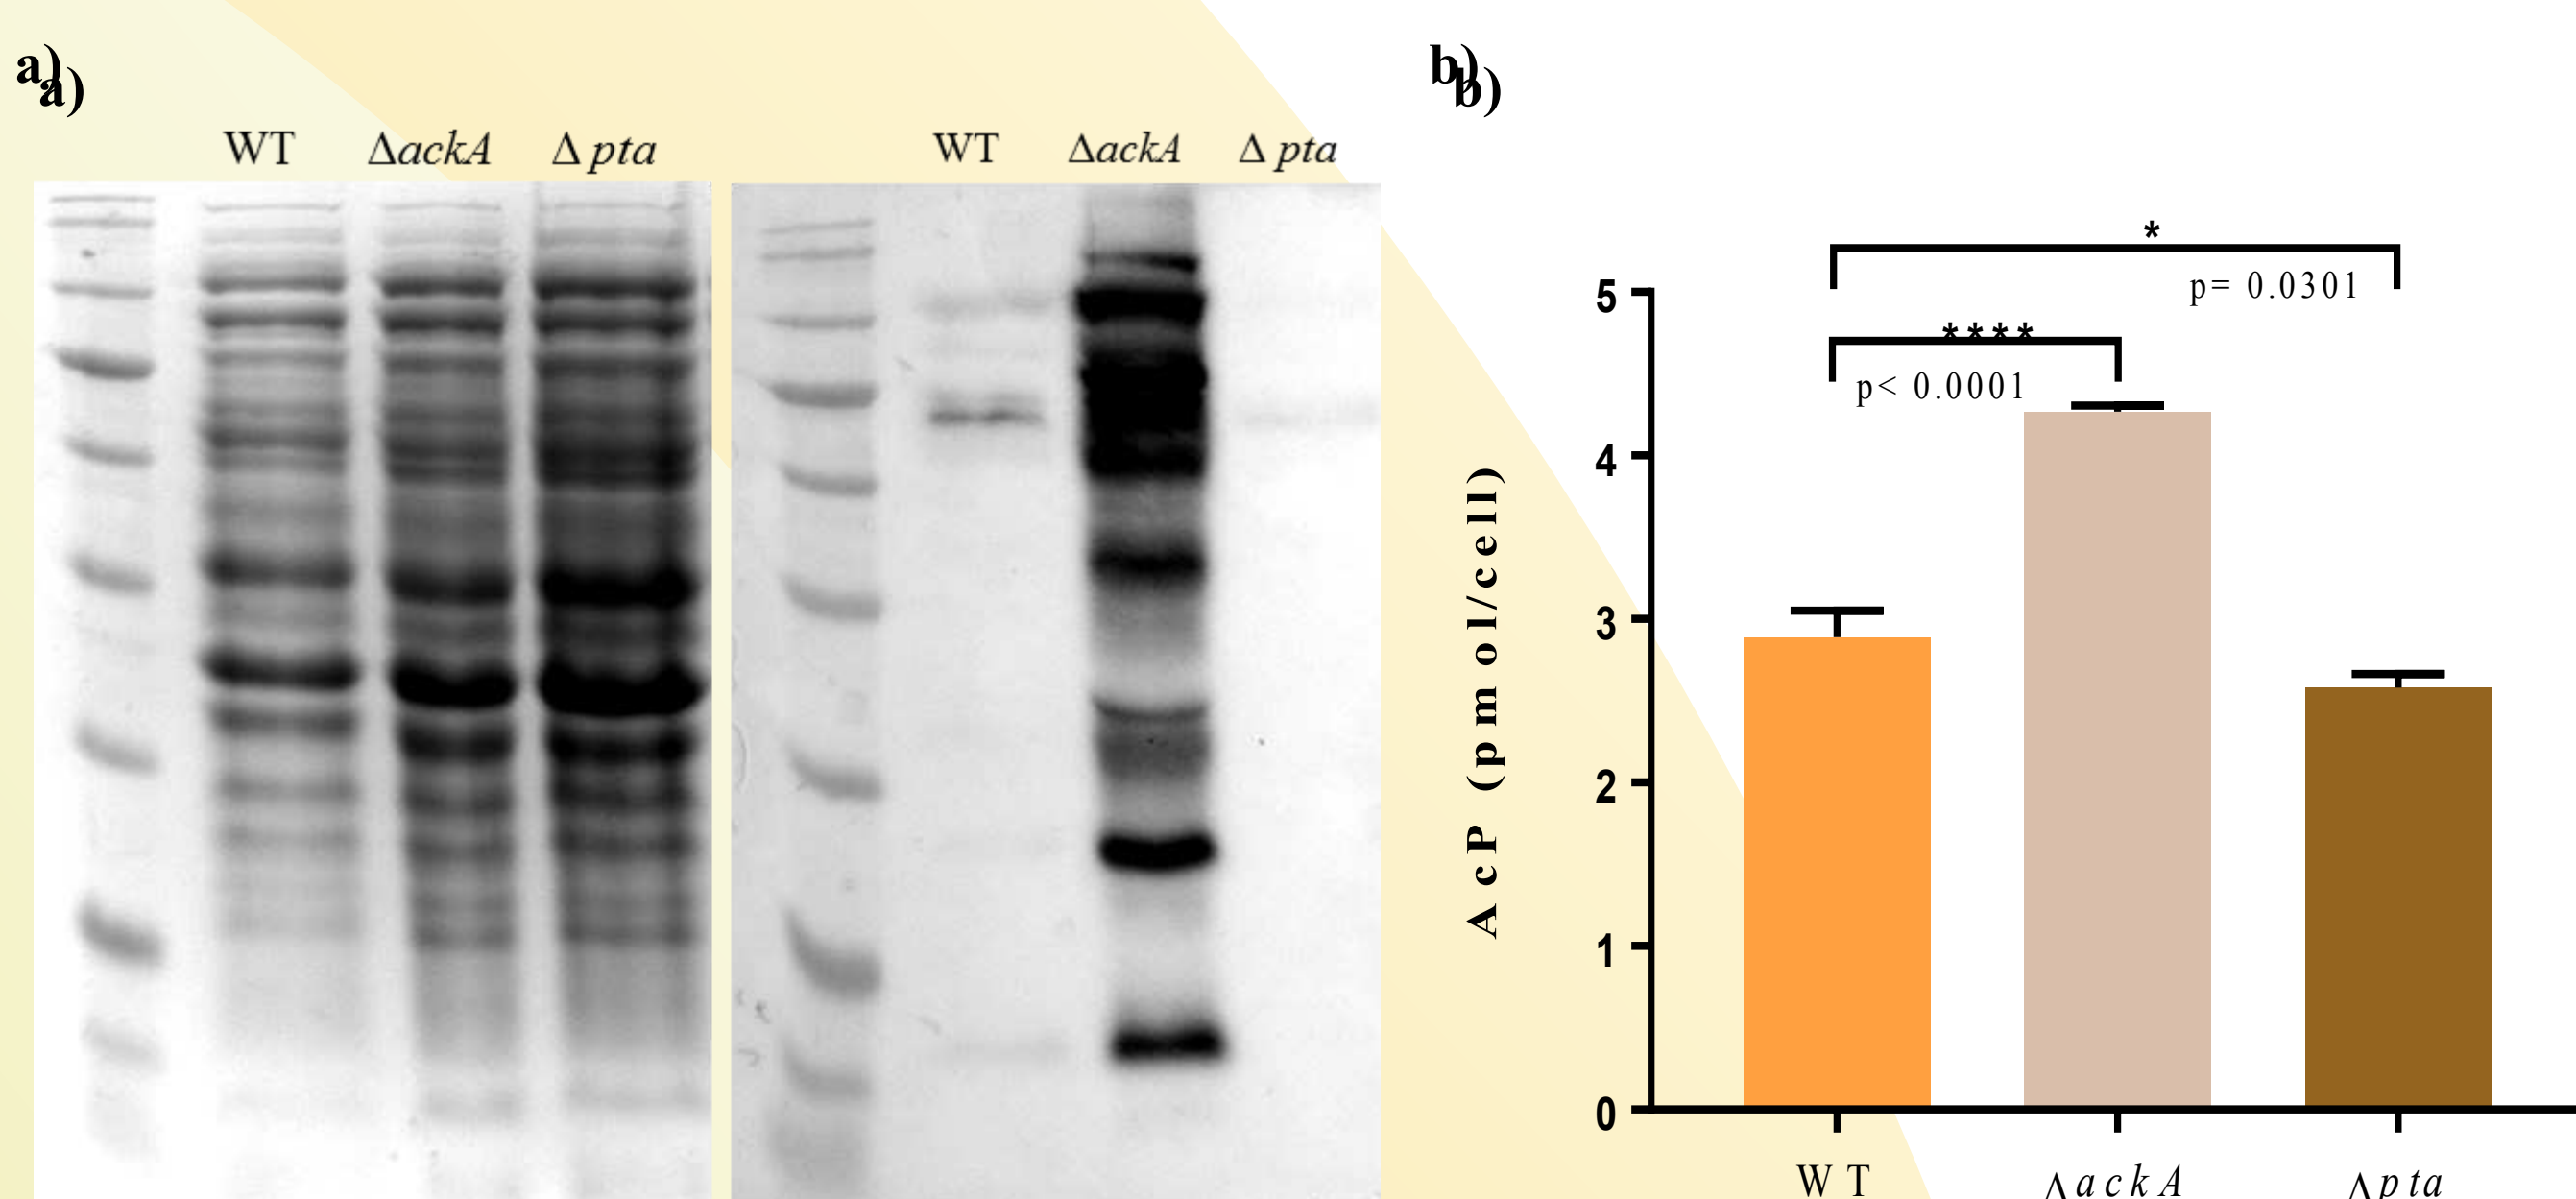 a)
a)
WT ΔackA Δ pta
WT ΔackA Δ pta
b)
b)
*
p= 0.0301
****
p< 0.0001
AcP (pmol/cell)
5
4
3
2
1
0
WT ΔackA Δpta